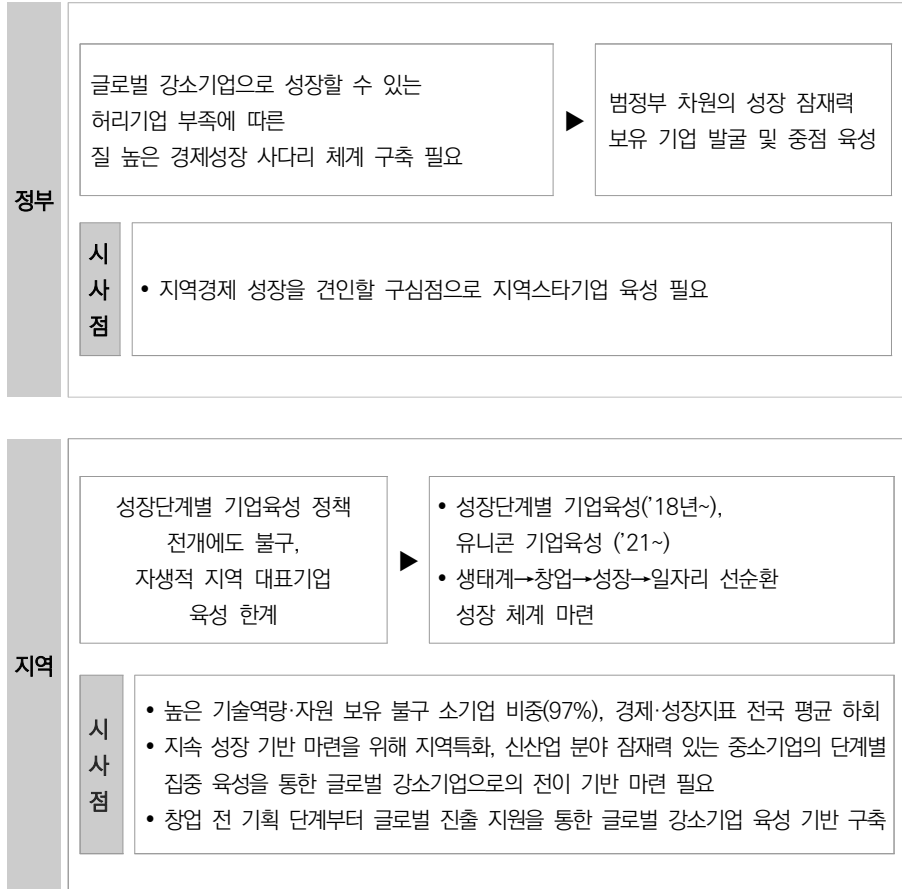 정부
글로벌 강소기업으로 성장할 수 있는
허리기업 부족에 따른
질 높은 경제성장 사다리 체계 구축 필요
▶
범정부 차원의 성장 잠재력
보유 기업 발굴 및 중점 육성
시
사
점
• 지역경제 성장을 견인할 구심점으로 지역스타기업 육성 필요
지역
성장단계별 기업육성 정책
전개에도 불구,
자생적 지역 대표기업
육성 한계
▶
• 성장단계별 기업육성('18년~),
유니콘 기업육성 ('21~)
• 생태계→창업→성장→일자리 선순환
성장 체계 마련
시
사
점
• 높은 기술역량·자원 보유 불구 소기업 비중(97%), 경제·성장지표 전국 평균 하회
• 지속 성장 기반 마련을 위해 지역특화, 신산업 분야 잠재력 있는 중소기업의 단계별
집중 육성을 통한 글로벌 강소기업으로의 전이 기반 마련 필요
• 창업 전 기획 단계부터 글로벌 진출 지원을 통한 글로벌 강소기업 육성 기반 구축